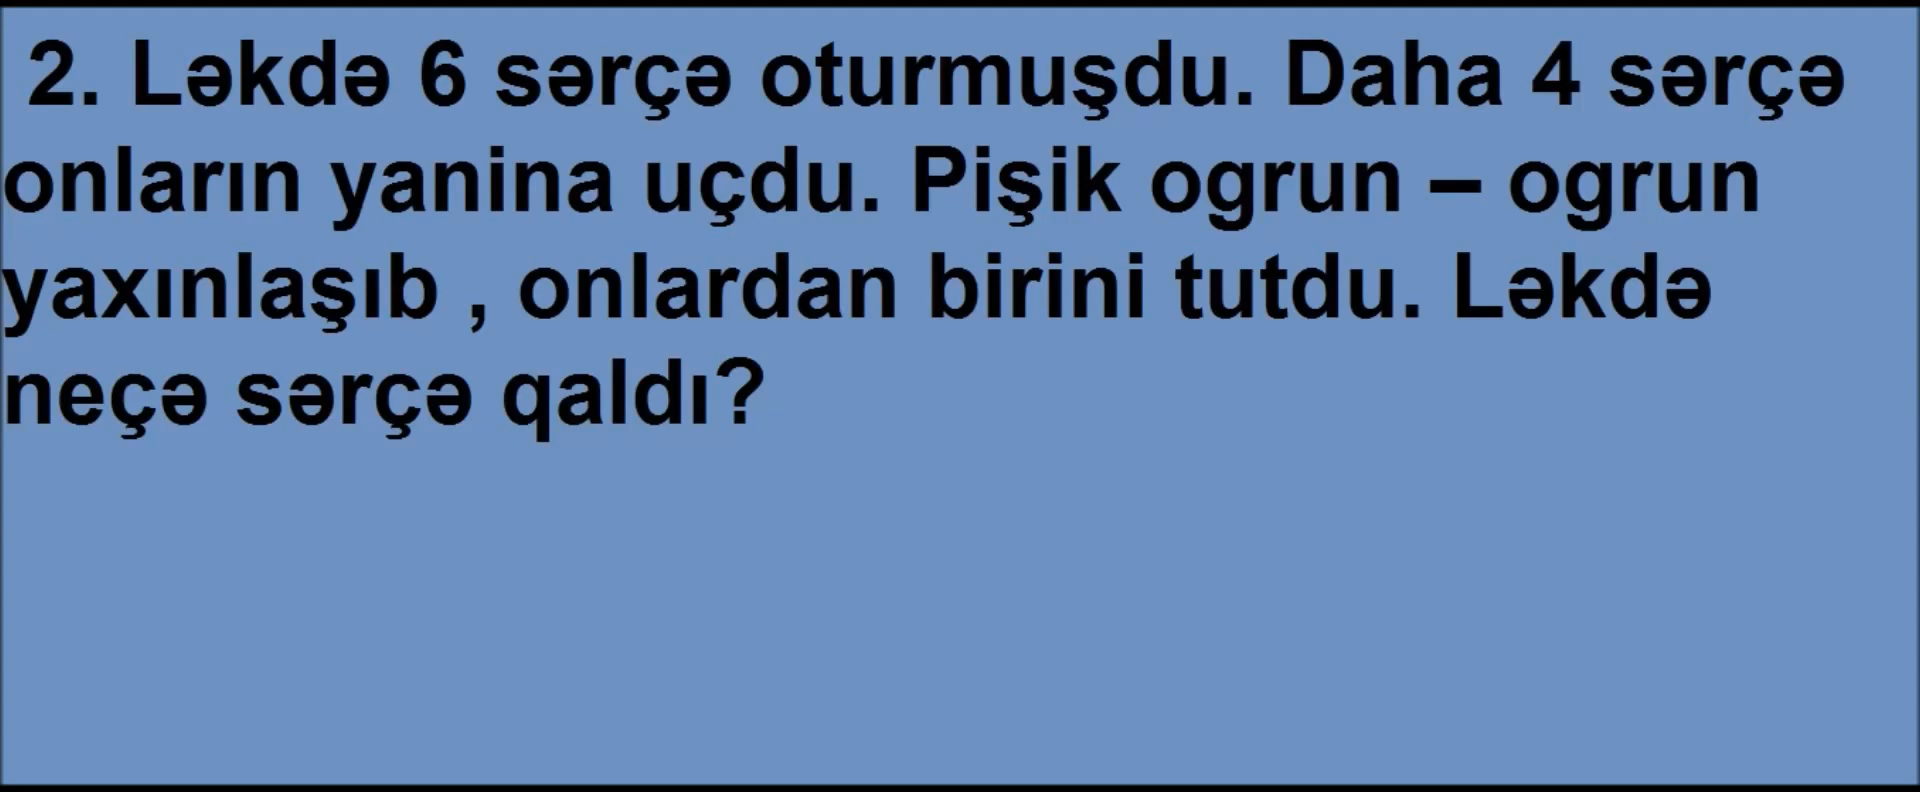 2. Ləkdə 6 sərçə oturmuşdu. Daha 4 sərçə
onların yanina uçdu. Pişik ogrun – ogrun
yaxınlaşıb , onlardan birini tutdu. Ləkdə
neçə sərçə qaldı?